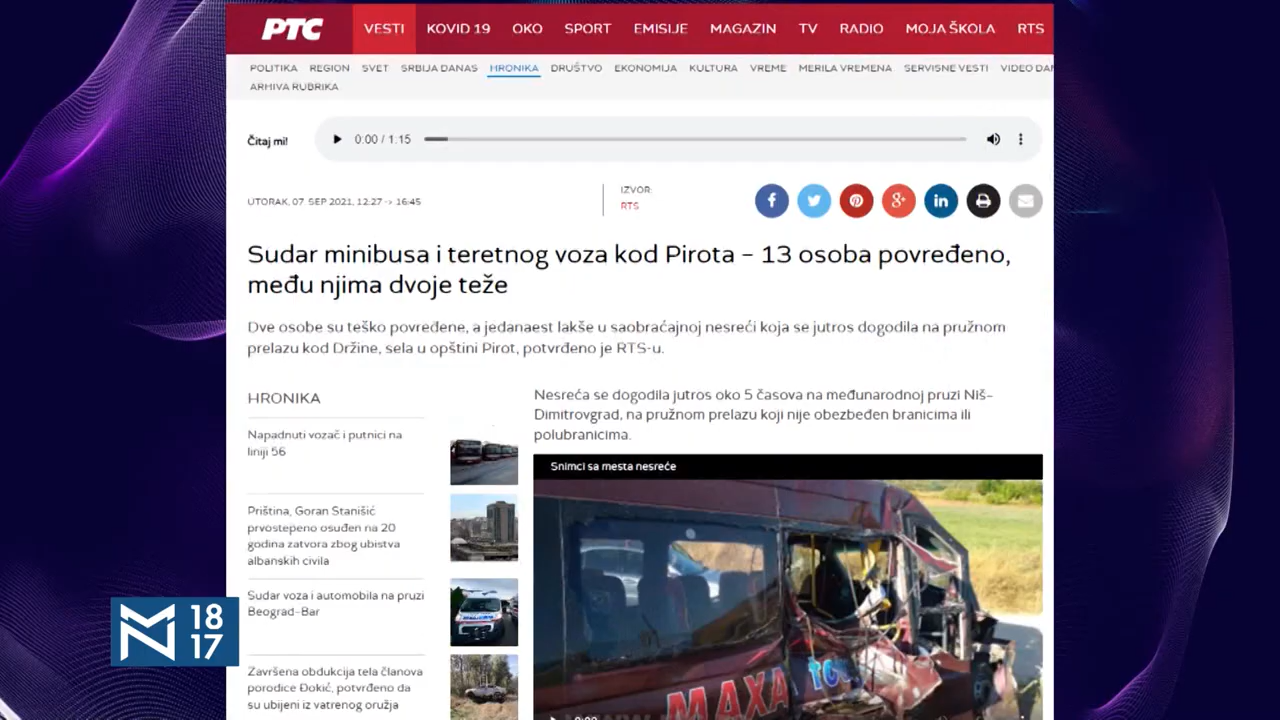 РТС VESTI KOVID 19 OKO SPORT EMISIJE MAGAZIN TV RADIO MOJA ŠKOLA RTS
POLITIKA REGION SVET SRBIJA DANAS HRONIKA DRUŠTVO EKONOMIJA KULTURA VREME MERILA VREMENA SERVISNE VESTI VIDEO DAN
ARHIVA RUBRIKA
Čitaj mi!
0:00 / 1:15
UTORAK, 07. SEP 2021, 12:27 -> 16:45
IZVOR:
RTS
Sudar minibusa i teretnog voza kod Pirota – 13 osoba povređeno,
među njima dvoje teže
Dve osobe su teško povređene, a jedanaest lakše u saobraćajnoj nesreći koja se jutros dogodila na pružnom
prelazu kod Držine, sela u opštini Pirot, potvrđeno je RTS-u.
HRONIKA
Napadnuti vozač i putnici na
liniji 56
Priština, Goran Stanišić
prvostepeno osuđen na 20
godina zatvora zbog ubistva
albanskih civila
Sudar voza i automobila na pruzi
Beograd–Bar
Završena obdukcija tela članova
porodice Đokić, potvrđeno da
su ubijeni iz vatrenog oružja
Nesreća se dogodila jutros oko 5 časova na međunarodnoj pruzi Niš–
Dimitrovgrad, na pružnom prelazu koji nije obezbeđen branicima ili
polubranicima.
Snimci sa mesta nesreće
MAXA
0:00
18
17